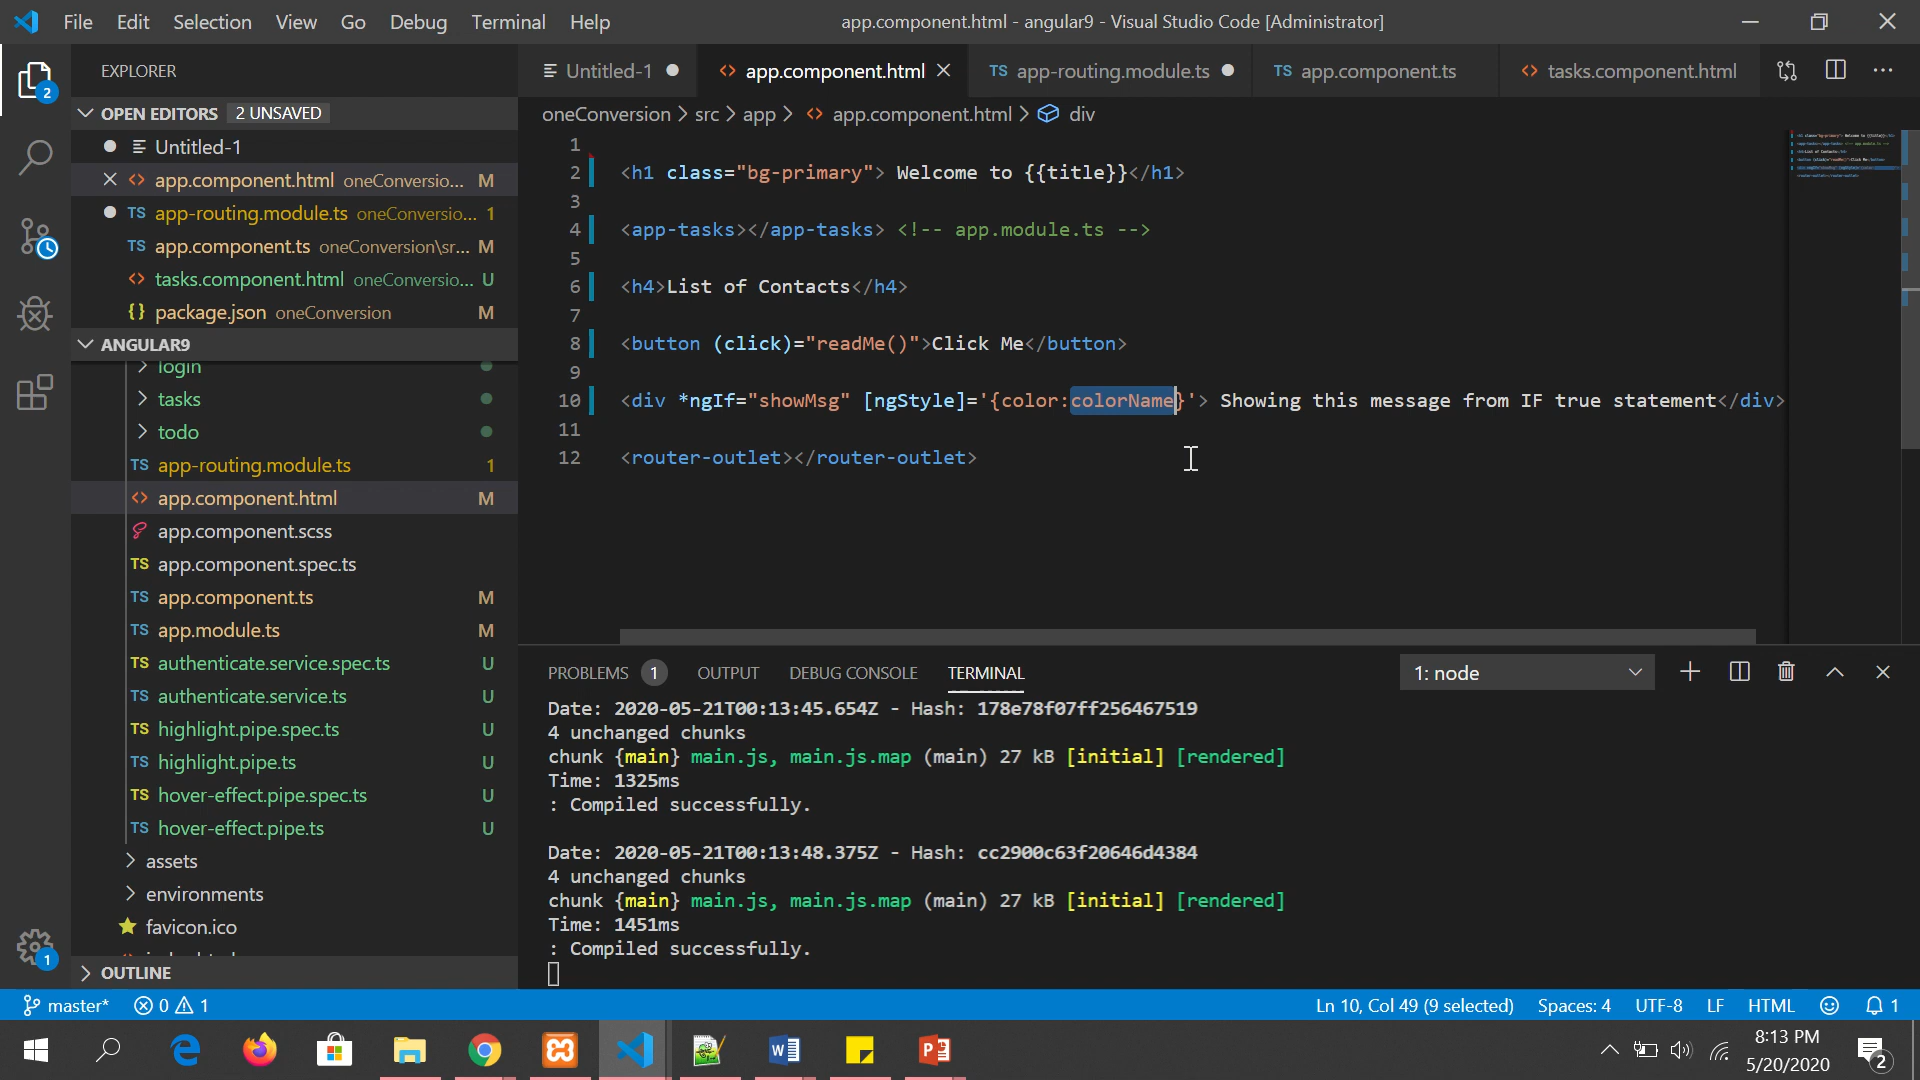 File Edit Selection View Go Debug Terminal Help
app.component.html - angular9 - Visual Studio Code [Administrator]
EXPLORER
2
OPEN EDITORS 2 UNSAVED
Untitled-1
app.component.html oneConversio... M
app-routing.module.ts oneConversio... 1
app.component.ts oneConversion\sr... M
tasks.component.html oneConversio... U
package.json oneConversion M
ANGULAR9
login
tasks
todo
app-routing.module.ts 1
app.component.html M
app.component.scss
app.component.spec.ts
app.component.ts M
app.module.ts M
authenticate.service.spec.ts U
authenticate.service.ts U
highlight.pipe.spec.ts U
highlight.pipe.ts U
hover-effect.pipe.spec.ts U
hover-effect.pipe.ts U
assets
environments
favicon.ico
OUTLINE
1
Untitled-1 app.component.html TS app-routing.module.ts TS app.component.ts tasks.component.html
oneConversion > src > app > app.component.html > div
1
2 <h1 class="bg-primary"> Welcome to {{title}}</h1>
3
4 <app-tasks></app-tasks> <!-- app.module.ts -->
5
6 <h4>List of Contacts</h4>
7
8 <button (click)="readMe()">Click Me</button>
9
10 <div *ngIf="showMsg" [ngStyle]='{color:colorName}'> Showing this message from IF true statement</div>
11
12 <router-outlet></router-outlet>
PROBLEMS 1 OUTPUT DEBUG CONSOLE TERMINAL 1: node
Date: 2020-05-21T00:13:45.654Z - Hash: 178e78f07ff256467519
4 unchanged chunks
chunk {main} main.js, main.js.map (main) 27 kB [initial] [rendered]
Time: 1325ms
: Compiled successfully.
Date: 2020-05-21T00:13:48.375Z - Hash: cc2900c63f20646d4384
4 unchanged chunks
chunk {main} main.js, main.js.map (main) 27 kB [initial] [rendered]
Time: 1451ms
: Compiled successfully.
master* 0 1 Ln 10, Col 49 (9 selected) Spaces: 4 UTF-8 LF HTML 1
8:13 PM
5/20/2020
2